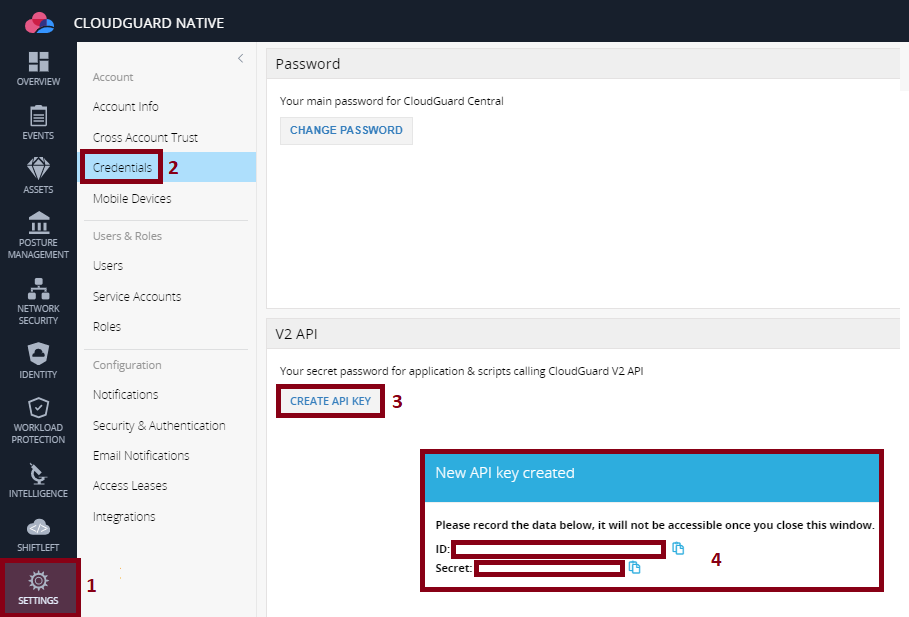 CLOUDGUARD NATIVE
OVERVIEW
EVENTS
ASSETS
POSTURE
MANAGEMENT
NETWORK
SECURITY
IDENTITY
WORKLOAD
PROTECTION
INTELLIGENCE
SHIFTLEFT
SETTINGS
1
Account
Account Info
Cross Account Trust
Credentials
2
Mobile Devices
Users & Roles
Users
Service Accounts
Roles
Configuration
Notifications
Security & Authentication
Email Notifications
Access Leases
Integrations
Password
Your main password for CloudGuard Central
CHANGE PASSWORD
V2 API
Your secret password for application & scripts calling CloudGuard V2 API
CREATE API KEY
3
New API key created
Please record the data below, it will not be accessible once you close this window.
ID:
Secret:
4